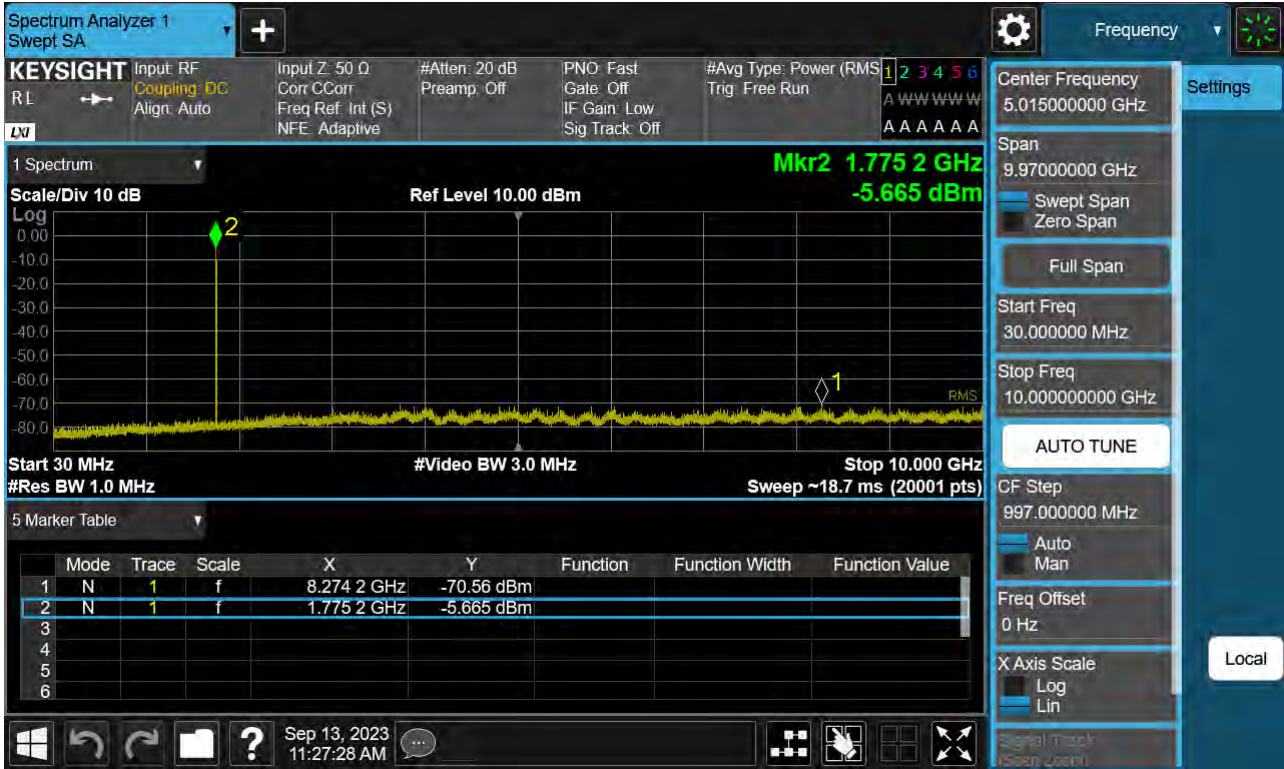 Spectrum Analyzer 1
Swept SA
+
Frequency
KEYSIGHT
RL
LXI
Input: RF
Coupling: DC
Align: Auto
Input Z: 50 Ω
Corr CCorr
Freq Ref: Int (S)
NFE: Adaptive
#Atten: 20 dB
Preamp: Off
PNO: Fast
Gate: Off
IF Gain: Low
Sig Track: Off
#Avg Type: Power (RMS
Trig: Free Run
1 2 3 4 5 6
A W W W W W
A A A A A A
1 Spectrum
Mkr2 1.775 2 GHz
-5.665 dBm
Scale/Div 10 dB
Ref Level 10.00 dBm
Log
0.00
-10.0
-20.0
-30.0
-40.0
-50.0
-60.0
-70.0
-80.0
2
1
RMS
Start 30 MHz
#Video BW 3.0 MHz
Stop 10.000 GHz
#Res BW 1.0 MHz
Sweep ~18.7 ms (20001 pts)
5 Marker Table
Mode Trace Scale X Y Function Function Width Function Value
1 N 1 f 8.274 2 GHz -70.56 dBm
2 N 1 f 1.775 2 GHz -5.665 dBm
3
4
5
6
Sep 13, 2023
11:27:28 AM
?
Center Frequency
5.015000000 GHz
Span
9.97000000 GHz
Swept Span
Zero Span
Full Span
Start Freq
30.000000 MHz
Stop Freq
10.000000000 GHz
AUTO TUNE
CF Step
997.000000 MHz
Auto
Man
Freq Offset
0 Hz
X Axis Scale
Log
Lin
Signal Track
(Span Zoom)
Settings
Local